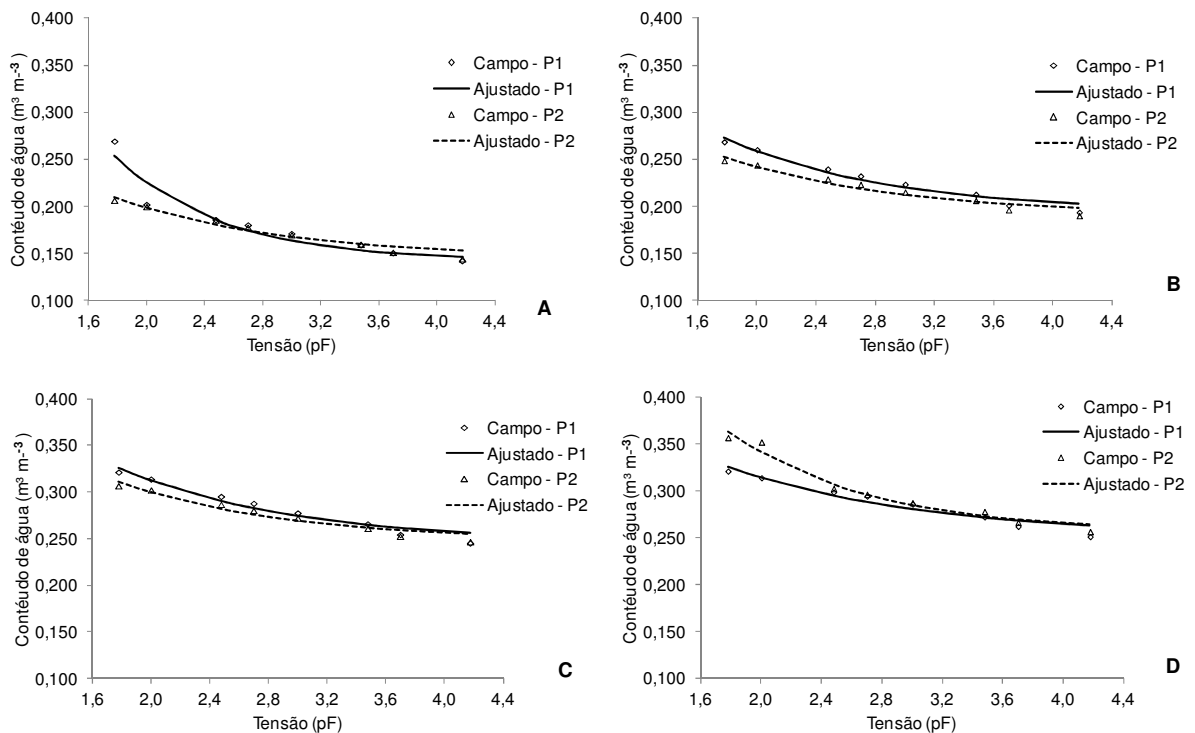 0,400
0,350
0,300
0,250
0,200
0,150
0,100
Contéudo de água (m³ m-³)
1,6 2,0 2,4 2,8 3,2 3,6 4,0 4,4
Tensão (pF)
Campo - P1
Ajustado - P1
Campo - P2
Ajustado - P2
A
0,400
0,350
0,300
0,250
0,200
0,150
0,100
Contéudo de água (m³ m-³)
1,6 2,0 2,4 2,8 3,2 3,6 4,0 4,4
Tensão (pF)
Campo - P1
Ajustado - P1
Campo - P2
Ajustado - P2
B
0,400
0,350
0,300
0,250
0,200
0,150
0,100
Contéudo de água (m³ m-³)
1,6 2,0 2,4 2,8 3,2 3,6 4,0 4,4
Tensão (pF)
Campo - P1
Ajustado - P1
Campo - P2
Ajustado - P2
C
0,400
0,350
0,300
0,250
0,200
0,150
0,100
Contéudo de água (m³ m-³)
1,6 2,0 2,4 2,8 3,2 3,6 4,0 4,4
Tensão (pF)
Campo - P1
Ajustado - P1
Campo - P2
Ajustado - P2
D